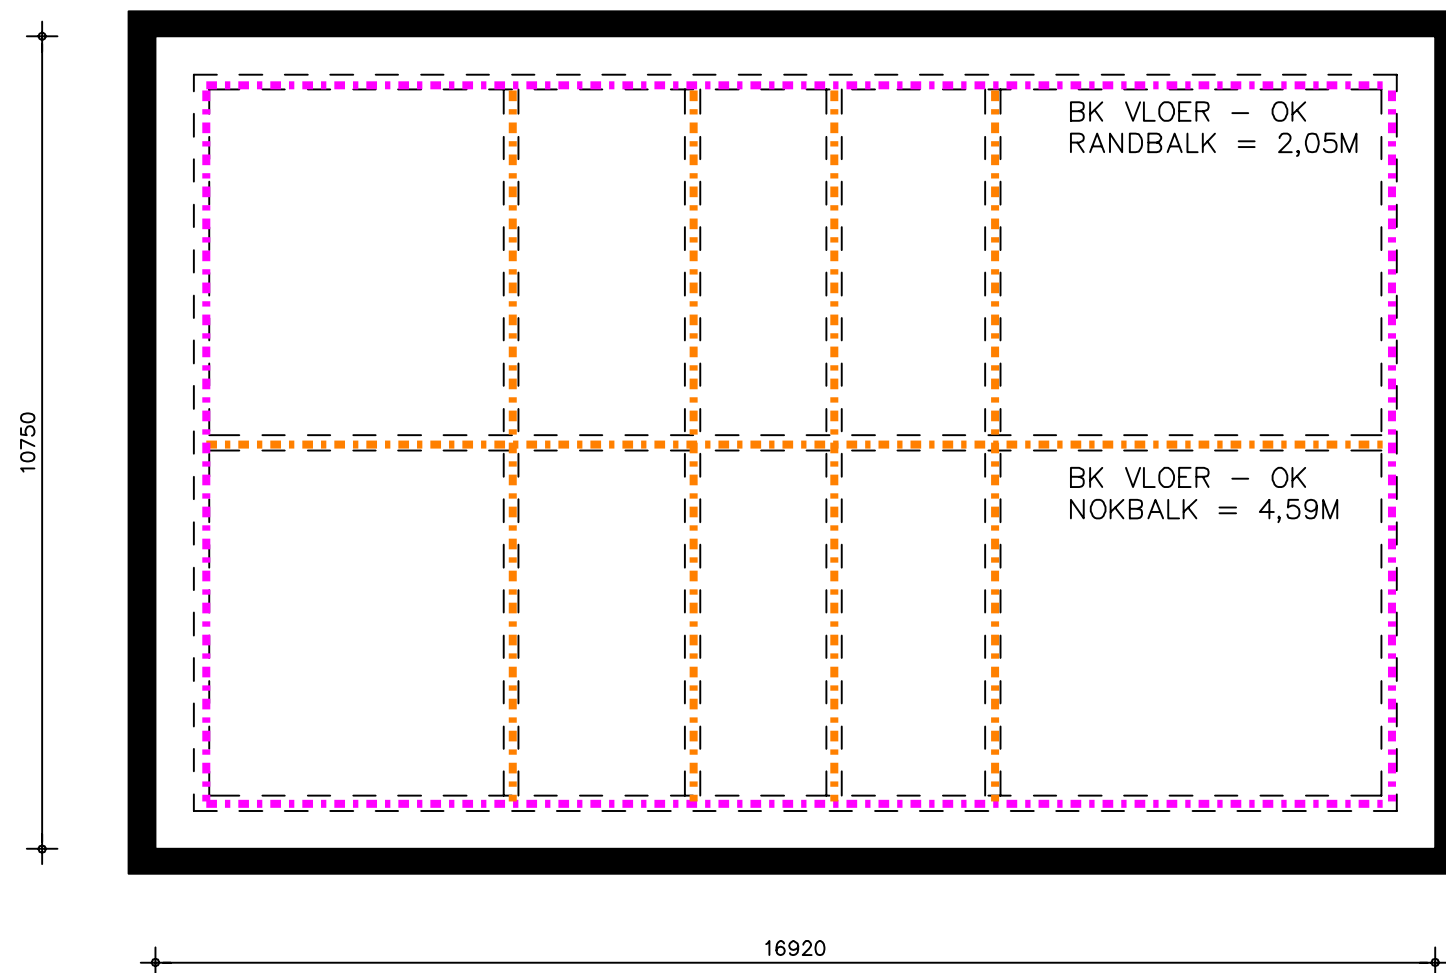 BK VLOER – OK
RANDBALK = 2,05M
10750
BK VLOER – OK
NOKBALK = 4,59M
16920